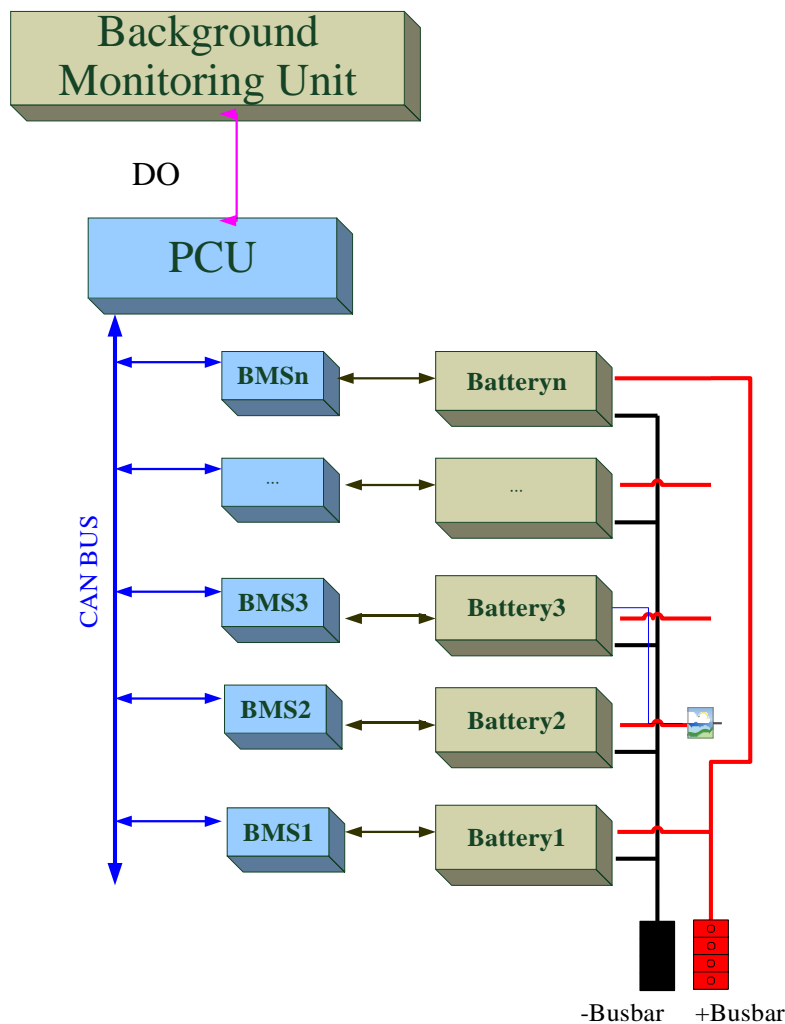 Background
Monitoring Unit
DO
PCU
BMSn
Batteryn
...
...
CAN BUS
BMS3
Battery3
BMS2
Battery2
BMS1
Battery1
-Busbar
+Busbar